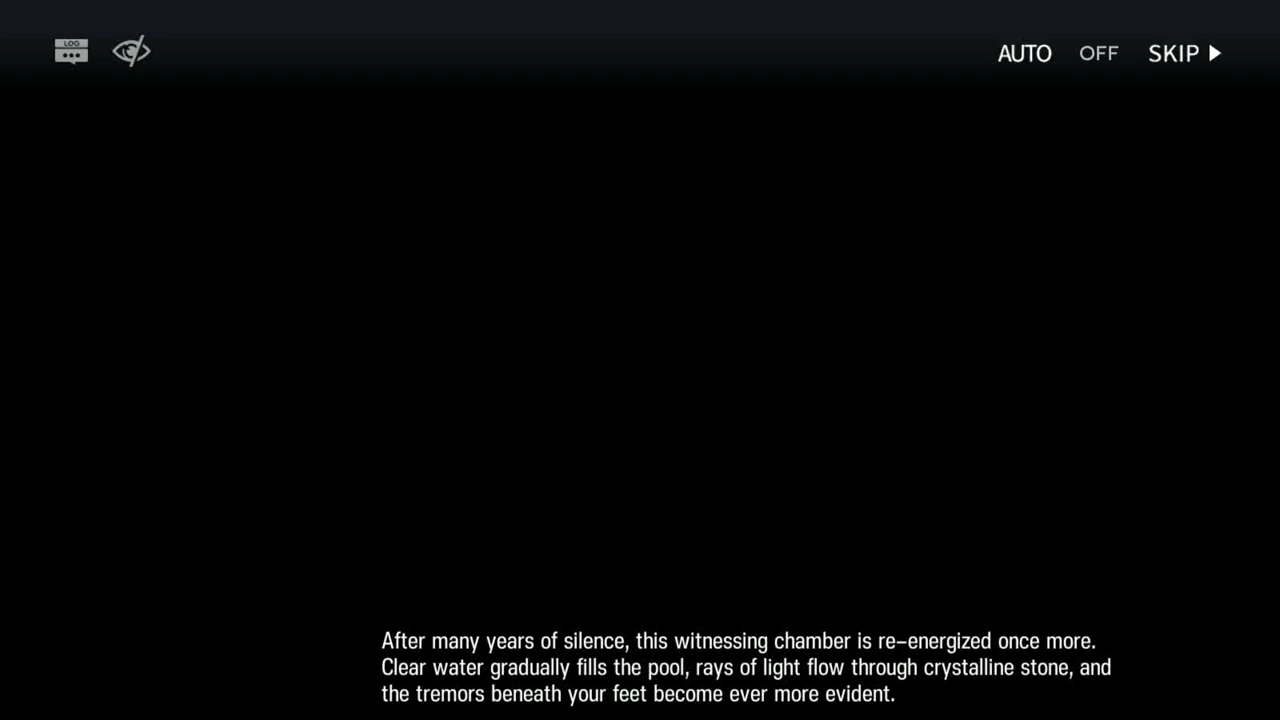 LOG
AUTO OFF SKIP
After many years of silence, this witnessing chamber is re-energized once more.
Clear water gradually fills the pool, rays of light flow through crystalline stone, and
the tremors beneath your feet become ever more evident.